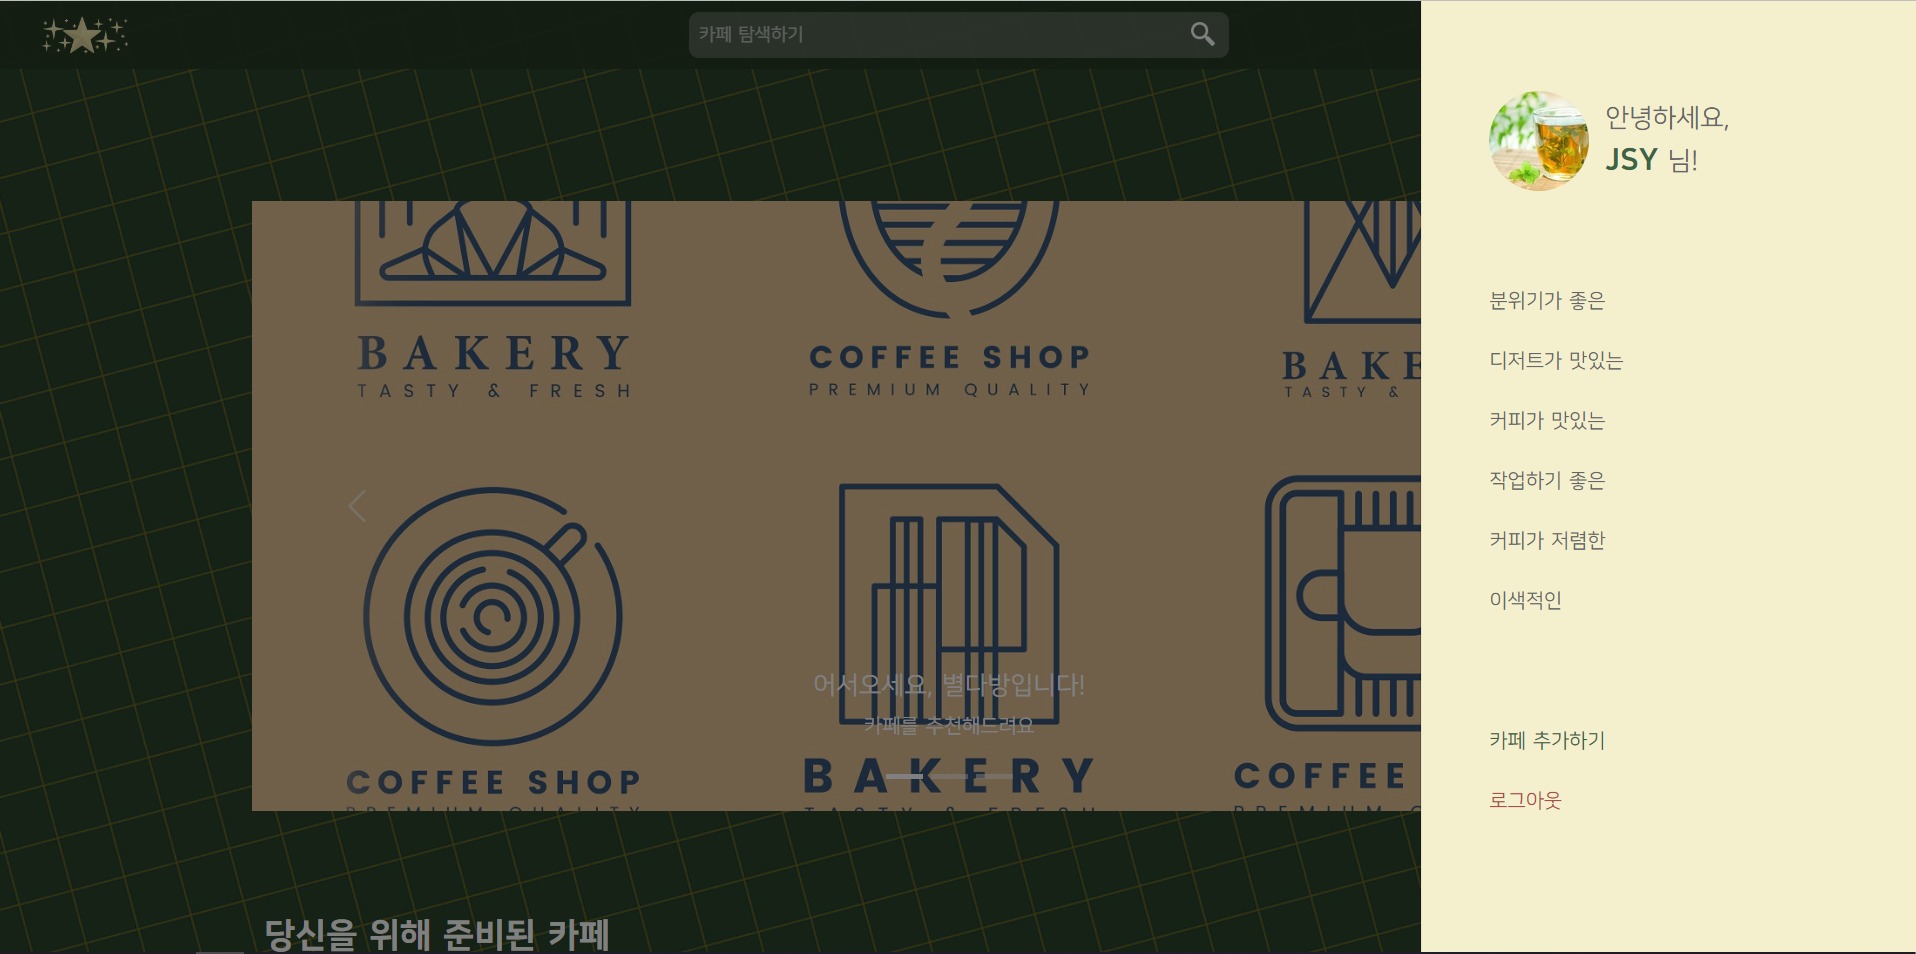 카페 탐색하기
안녕하세요,
JSY 님!
분위기가 좋은
디저트가 맛있는
커피가 맛있는
작업하기 좋은
커피가 저렴한
이색적인
카페 추가하기
로그아웃
BAKERY
TASTY & FRESH
COFFEE SHOP
PREMIUM QUALITY
BAKE
TASTY &
어서오세요, 별다방입니다!
카페를 추천해드려요
COFFEE SHOP
PREMIUM QUALITY
BAKERY
TASTY & FRESH
COFFEE
PREMIUM
당신을 위해 준비된 카페